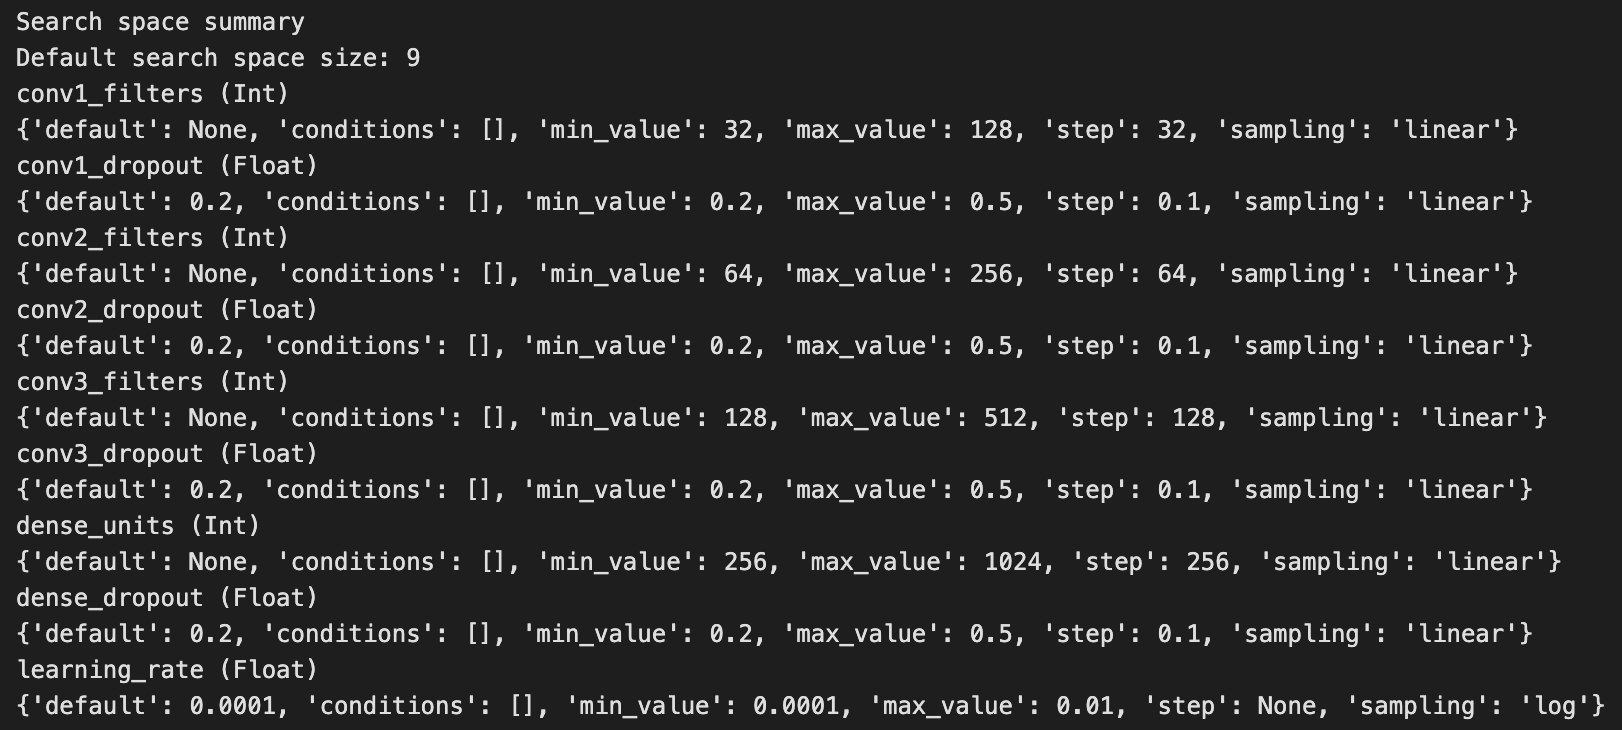 Search space summary
Default search space size: 9
conv1_filters (Int)
{'default': None, 'conditions': [], 'min_value': 32, 'max_value': 128, 'step': 32, 'sampling': 'linear'}
conv1_dropout (Float)
{'default': 0.2, 'conditions': [], 'min_value': 0.2, 'max_value': 0.5, 'step': 0.1, 'sampling': 'linear'}
conv2_filters (Int)
{'default': None, 'conditions': [], 'min_value': 64, 'max_value': 256, 'step': 64, 'sampling': 'linear'}
conv2_dropout (Float)
{'default': 0.2, 'conditions': [], 'min_value': 0.2, 'max_value': 0.5, 'step': 0.1, 'sampling': 'linear'}
conv3_filters (Int)
{'default': None, 'conditions': [], 'min_value': 128, 'max_value': 512, 'step': 128, 'sampling': 'linear'}
conv3_dropout (Float)
{'default': 0.2, 'conditions': [], 'min_value': 0.2, 'max_value': 0.5, 'step': 0.1, 'sampling': 'linear'}
dense_units (Int)
{'default': None, 'conditions': [], 'min_value': 256, 'max_value': 1024, 'step': 256, 'sampling': 'linear'}
dense_dropout (Float)
{'default': 0.2, 'conditions': [], 'min_value': 0.2, 'max_value': 0.5, 'step': 0.1, 'sampling': 'linear'}
learning_rate (Float)
{'default': 0.0001, 'conditions': [], 'min_value': 0.0001, 'max_value': 0.01, 'step': None, 'sampling': 'log'}